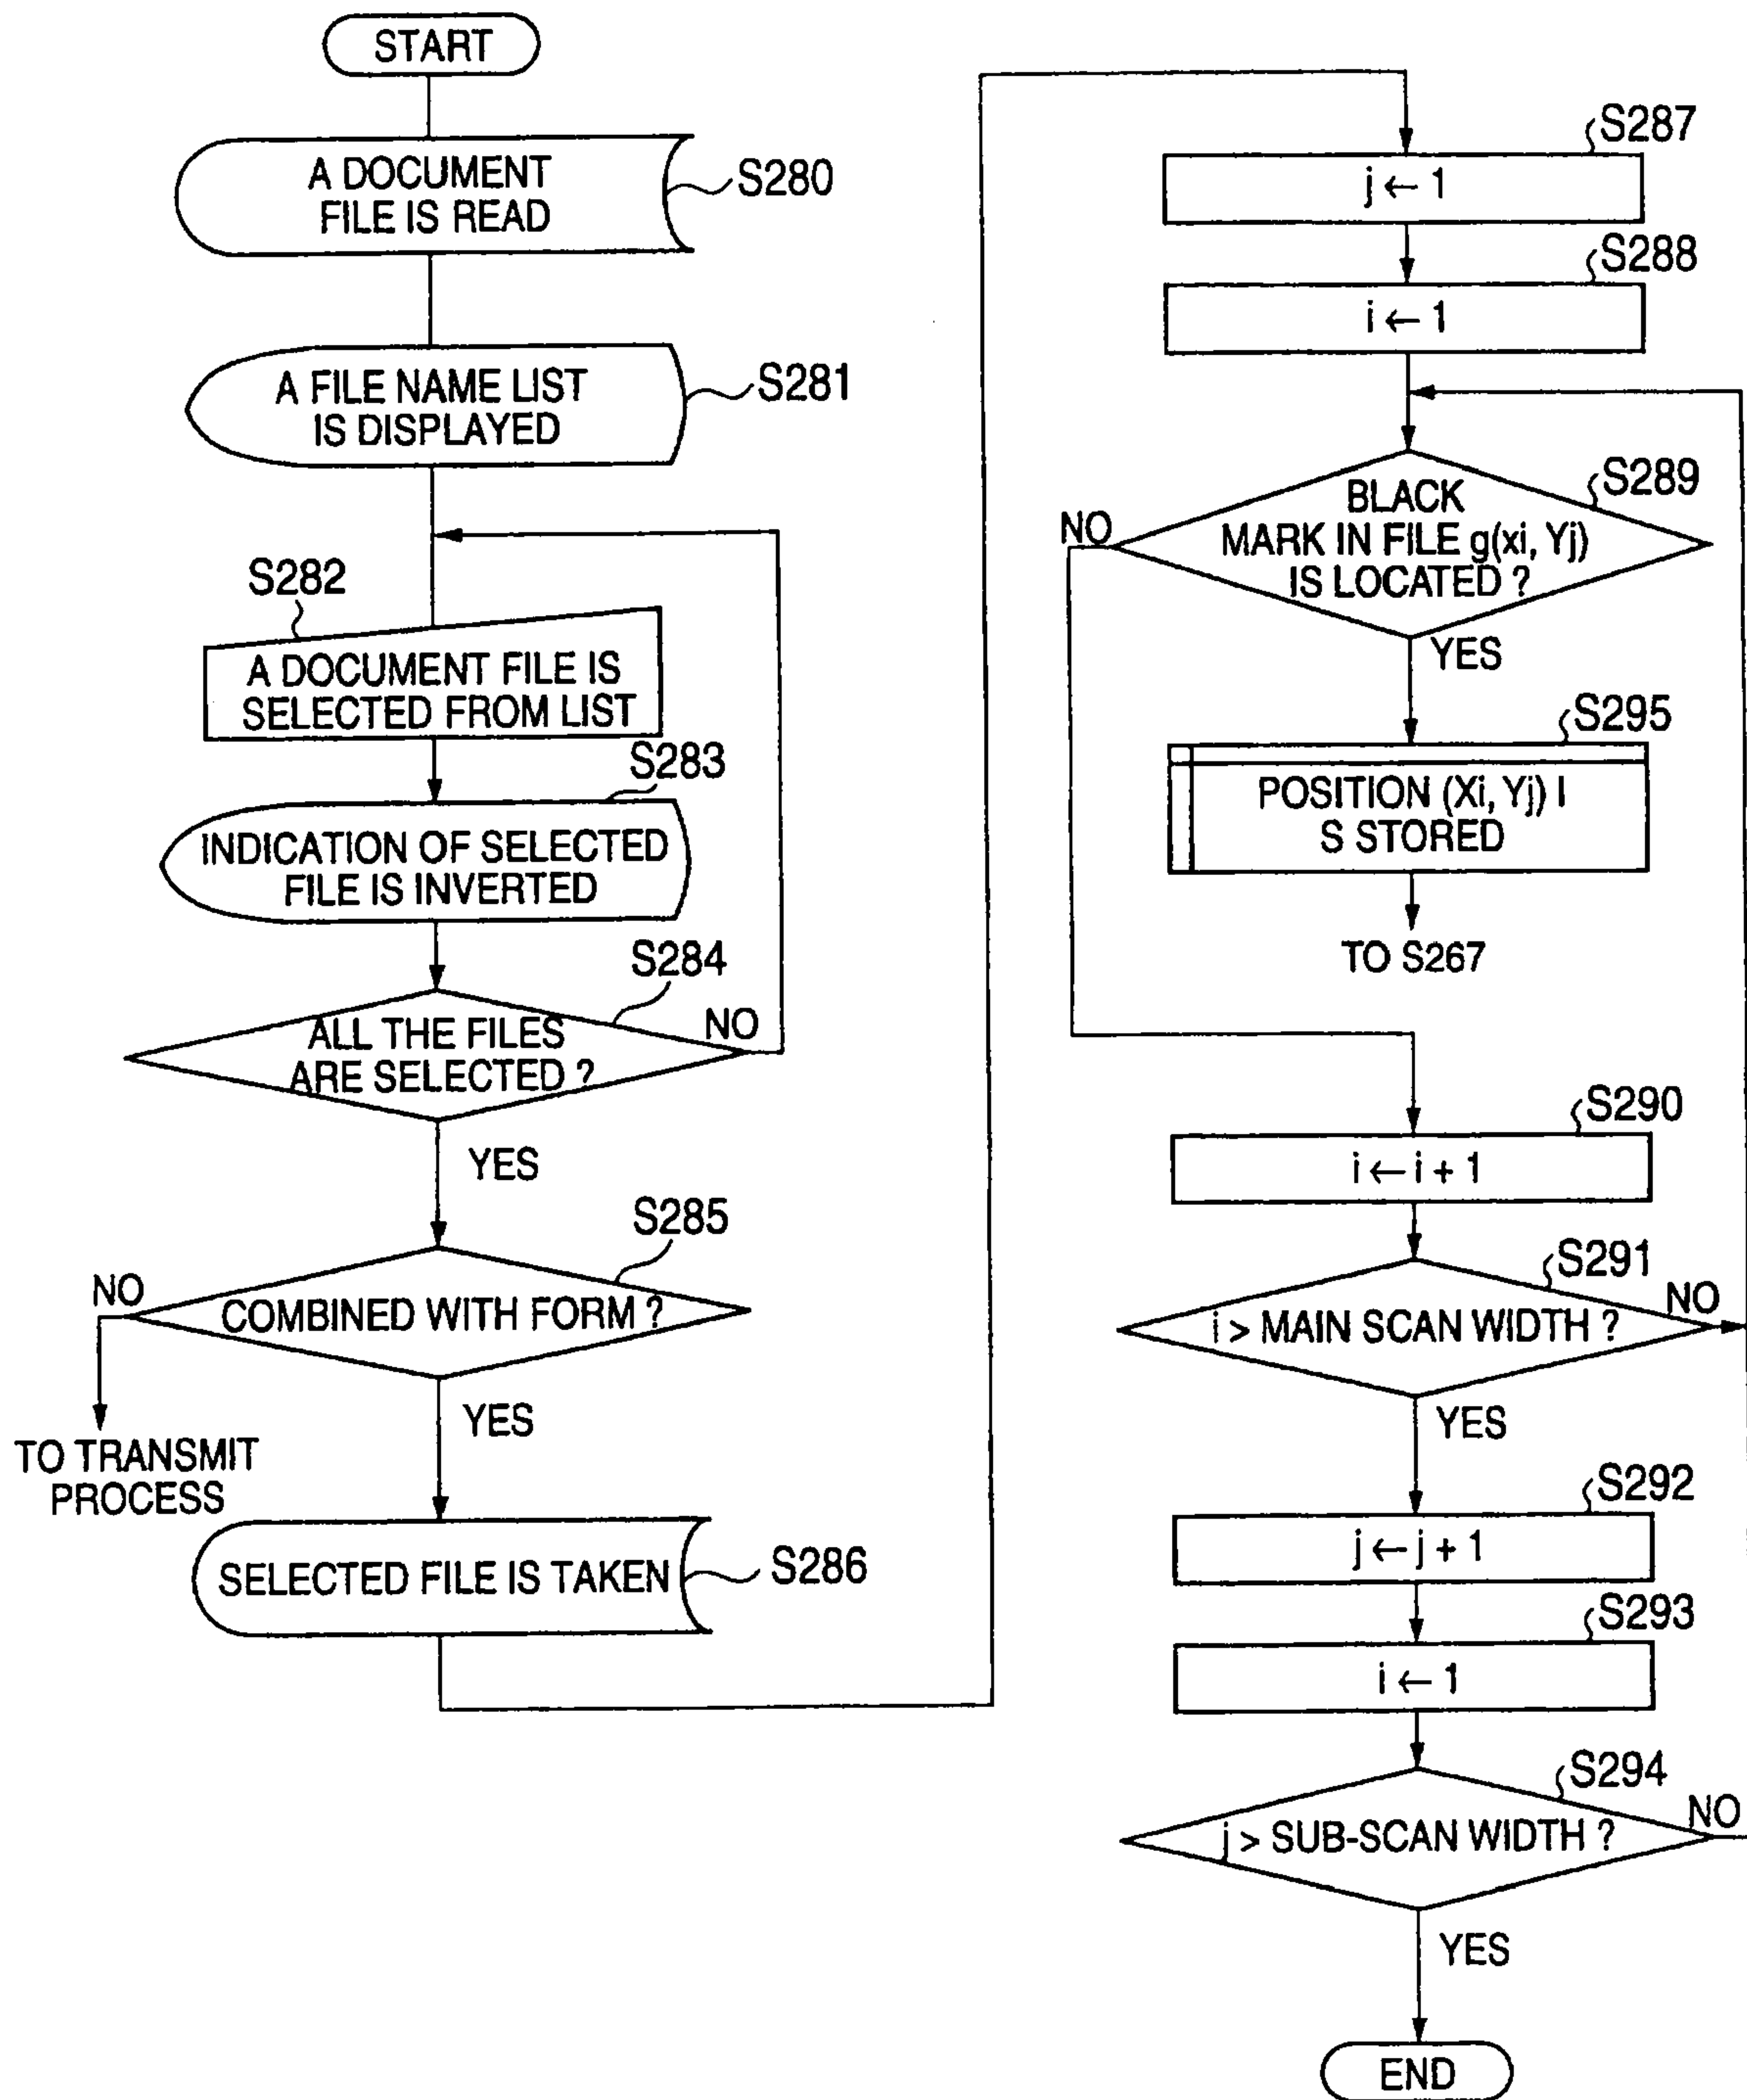 START
A DOCUMENT
FILE IS READ
S280
A FILE NAME LIST
IS DISPLAYED
S281
S282
A DOCUMENT FILE IS
SELECTED FROM LIST
S283
INDICATION OF SELECTED
FILE IS INVERTED
S284
ALL THE FILES
ARE SELECTED ?
NO
YES
S285
COMBINED WITH FORM ?
NO
TO TRANSMIT
PROCESS
YES
SELECTED FILE IS TAKEN
S286
S287
j ← 1
S288
i ← 1
S289
BLACK
MARK IN FILE g(xi, Yj)
IS LOCATED ?
NO
YES
S295
POSITION (Xi, Yj) I
S STORED
TO S267
S290
i ← i + 1
S291
i > MAIN SCAN WIDTH ?
NO
YES
S292
j ← j + 1
S293
i ← 1
S294
j > SUB-SCAN WIDTH ?
NO
YES
END